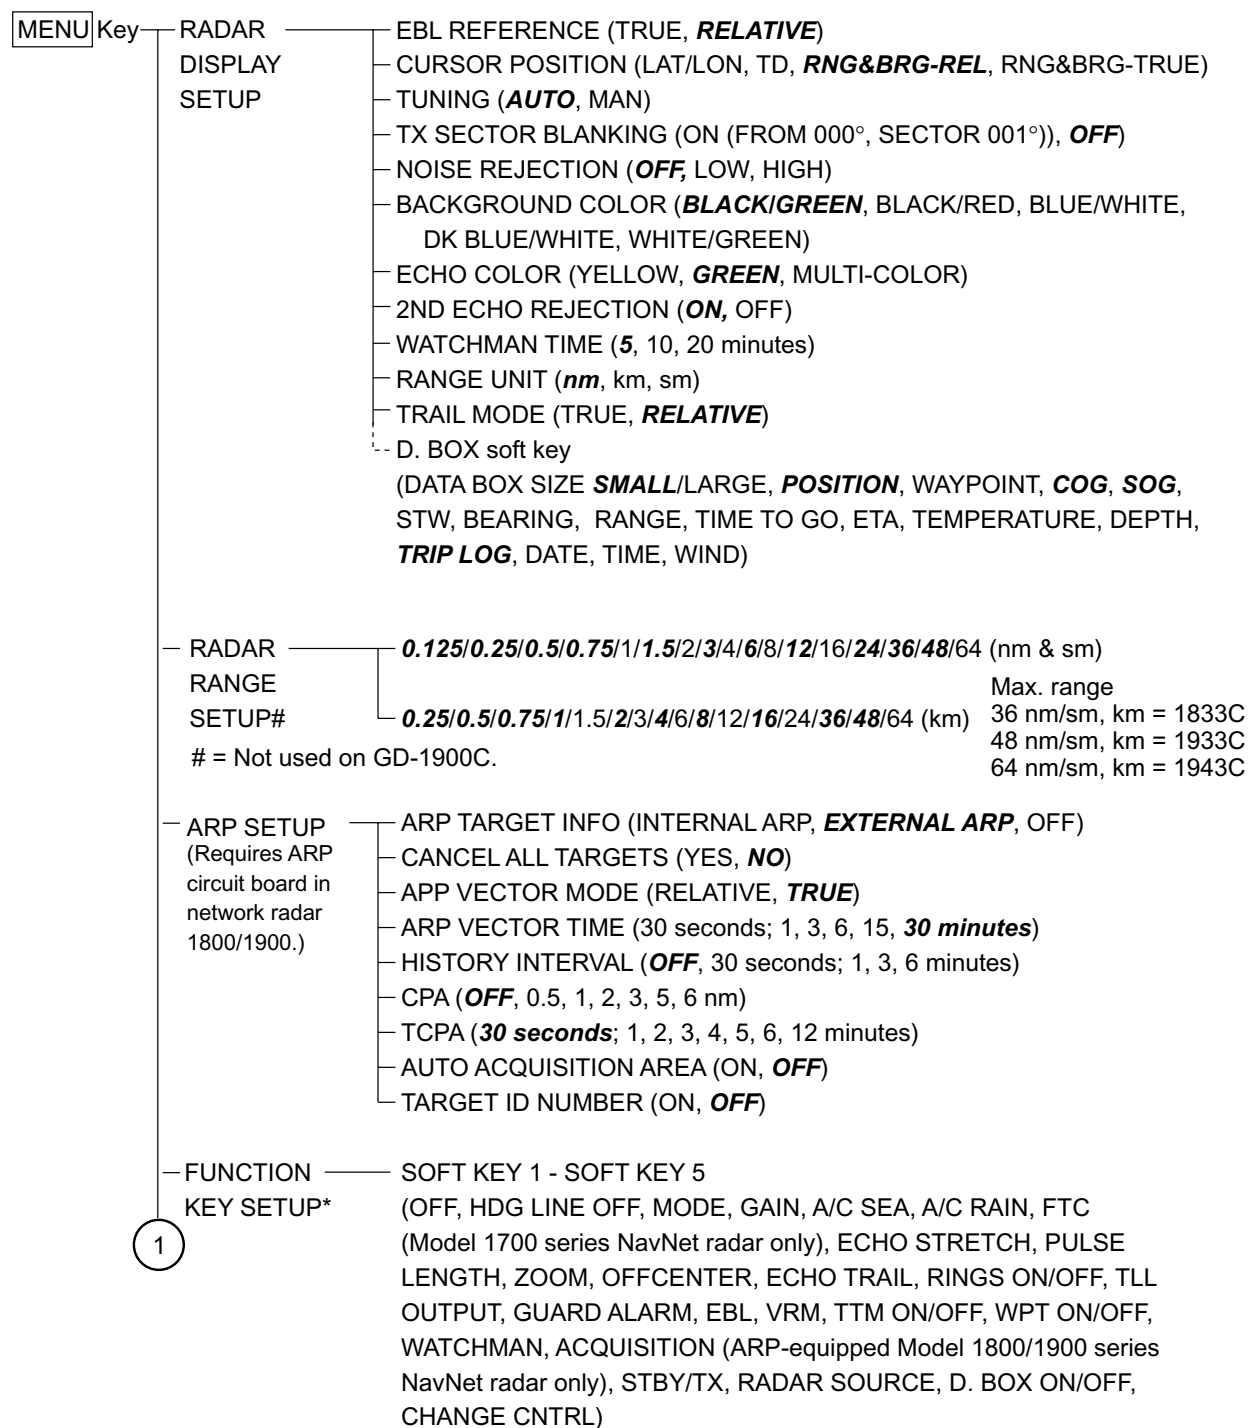 MENU Key
RADAR
DISPLAY
SETUP
EBL REFERENCE (TRUE, RELATIVE)
CURSOR POSITION (LAT/LON, TD, RNG&BRG-REL, RNG&BRG-TRUE)
TUNING (AUTO, MAN)
TX SECTOR BLANKING (ON (FROM 000°, SECTOR 001°)), OFF)
NOISE REJECTION (OFF, LOW, HIGH)
BACKGROUND COLOR (BLACK/GREEN, BLACK/RED, BLUE/WHITE,
DK BLUE/WHITE, WHITE/GREEN)
ECHO COLOR (YELLOW, GREEN, MULTI-COLOR)
2ND ECHO REJECTION (ON, OFF)
WATCHMAN TIME (5, 10, 20 minutes)
RANGE UNIT (nm, km, sm)
TRAIL MODE (TRUE, RELATIVE)
D. BOX soft key
(DATA BOX SIZE SMALL/LARGE, POSITION, WAYPOINT, COG, SOG,
STW, BEARING, RANGE, TIME TO GO, ETA, TEMPERATURE, DEPTH,
TRIP LOG, DATE, TIME, WIND)
RADAR
RANGE
SETUP#
# = Not used on GD-1900C.
0.125/0.25/0.5/0.75/1/1.5/2/3/4/6/8/12/16/24/36/48/64 (nm & sm)
0.25/0.5/0.75/1/1.5/2/3/4/6/8/12/16/24/36/48/64 (km)
Max. range
36 nm/sm, km = 1833C
48 nm/sm, km = 1933C
64 nm/sm, km = 1943C
ARP SETUP
(Requires ARP
circuit board in
network radar
1800/1900.)
ARP TARGET INFO (INTERNAL ARP, EXTERNAL ARP, OFF)
CANCEL ALL TARGETS (YES, NO)
APP VECTOR MODE (RELATIVE, TRUE)
ARP VECTOR TIME (30 seconds; 1, 3, 6, 15, 30 minutes)
HISTORY INTERVAL (OFF, 30 seconds; 1, 3, 6 minutes)
CPA (OFF, 0.5, 1, 2, 3, 5, 6 nm)
TCPA (30 seconds; 1, 2, 3, 4, 5, 6, 12 minutes)
AUTO ACQUISITION AREA (ON, OFF)
TARGET ID NUMBER (ON, OFF)
FUNCTION
KEY SETUP*
SOFT KEY 1 - SOFT KEY 5
(OFF, HDG LINE OFF, MODE, GAIN, A/C SEA, A/C RAIN, FTC
(Model 1700 series NavNet radar only), ECHO STRETCH, PULSE
LENGTH, ZOOM, OFFCENTER, ECHO TRAIL, RINGS ON/OFF, TLL
OUTPUT, GUARD ALARM, EBL, VRM, TTM ON/OFF, WPT ON/OFF,
WATCHMAN, ACQUISITION (ARP-equipped Model 1800/1900 series
NavNet radar only), STBY/TX, RADAR SOURCE, D. BOX ON/OFF,
CHANGE CNTRL)
1